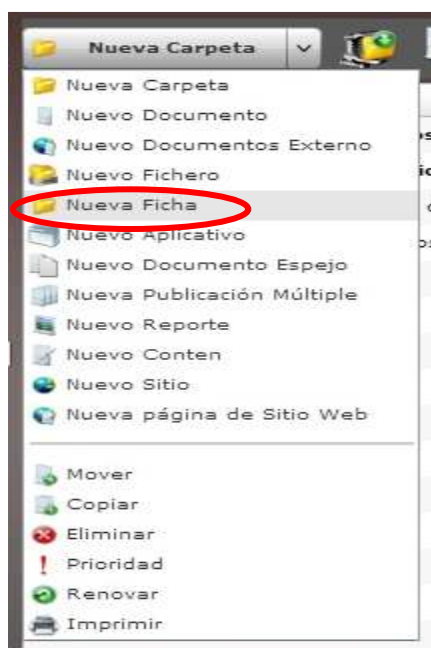 Nueva Carpeta
Nueva Carpeta
Nuevo Documento
Nuevo Documentos Externo
Nuevo Fichero
Nueva Ficha
Nuevo Aplicativo
Nuevo Documento Espejo
Nueva Publicación Múltiple
Nuevo Reporte
Nuevo Conten
Nuevo Sitio
Nueva página de Sitio Web
Mover
Copiar
Eliminar
Prioridad
Renovar
Imprimir